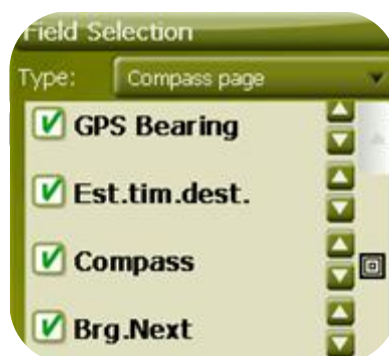 Field Selection
Type: Compass page
GPS Bearing
Est.tim.dest.
Compass
Brg.Next